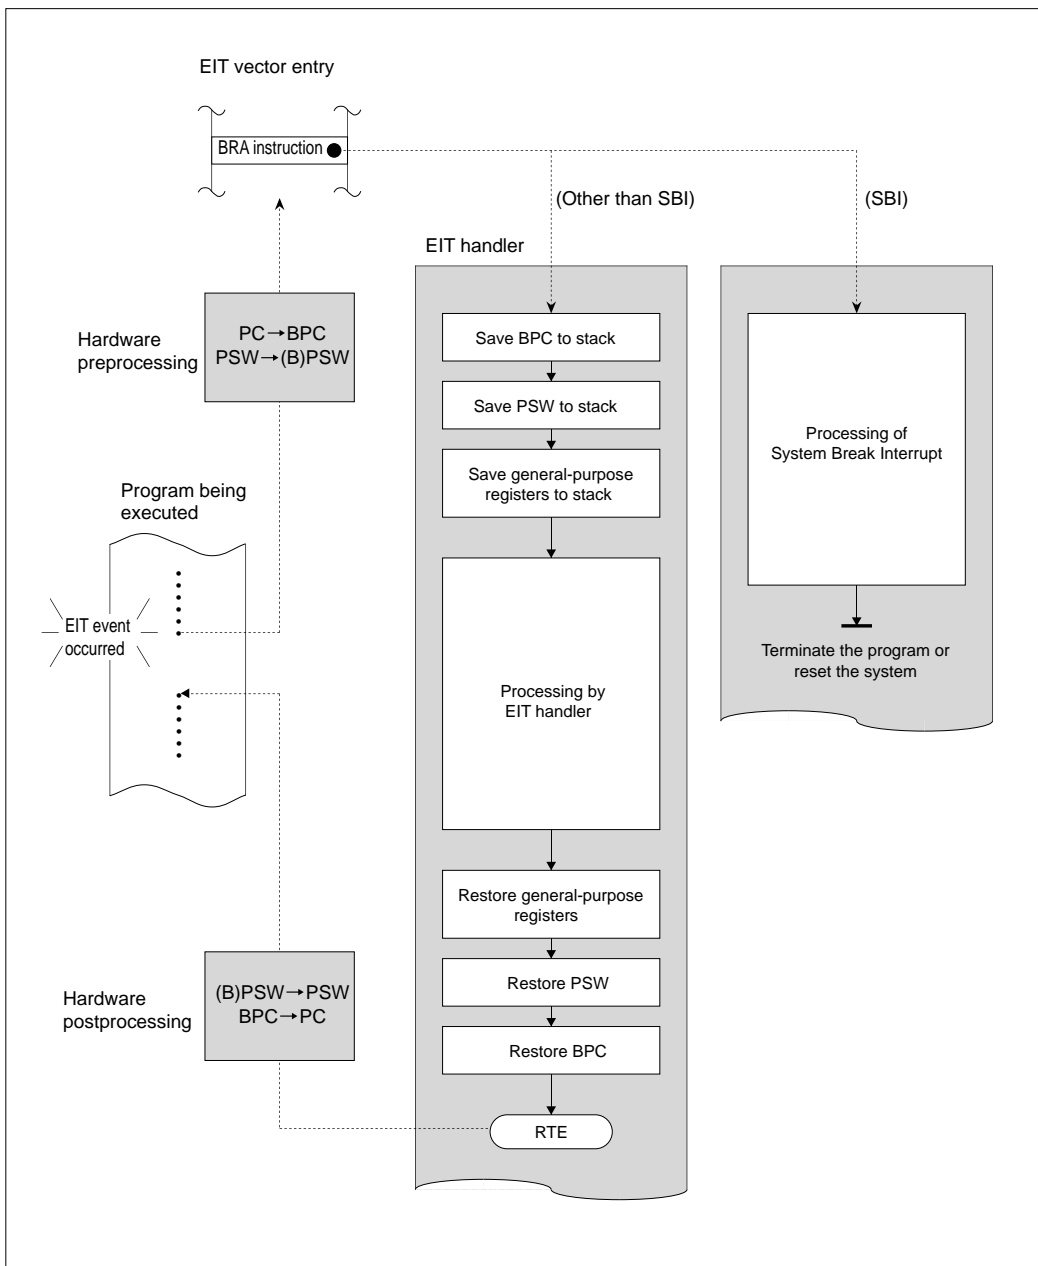 EIT vector entry
BRA instruction
(Other than SBI)
(SBI)
EIT handler
Hardware
preprocessing
PC→BPC
PSW→(B)PSW
Save BPC to stack
Save PSW to stack
Save general-purpose
registers to stack
Processing of
System Break Interrupt
Program being
executed
EIT event
occurred
Terminate the program or
reset the system
Processing by
EIT handler
Restore general-purpose
registers
Restore PSW
Restore BPC
Hardware
postprocessing
(B)PSW→PSW
BPC→PC
RTE